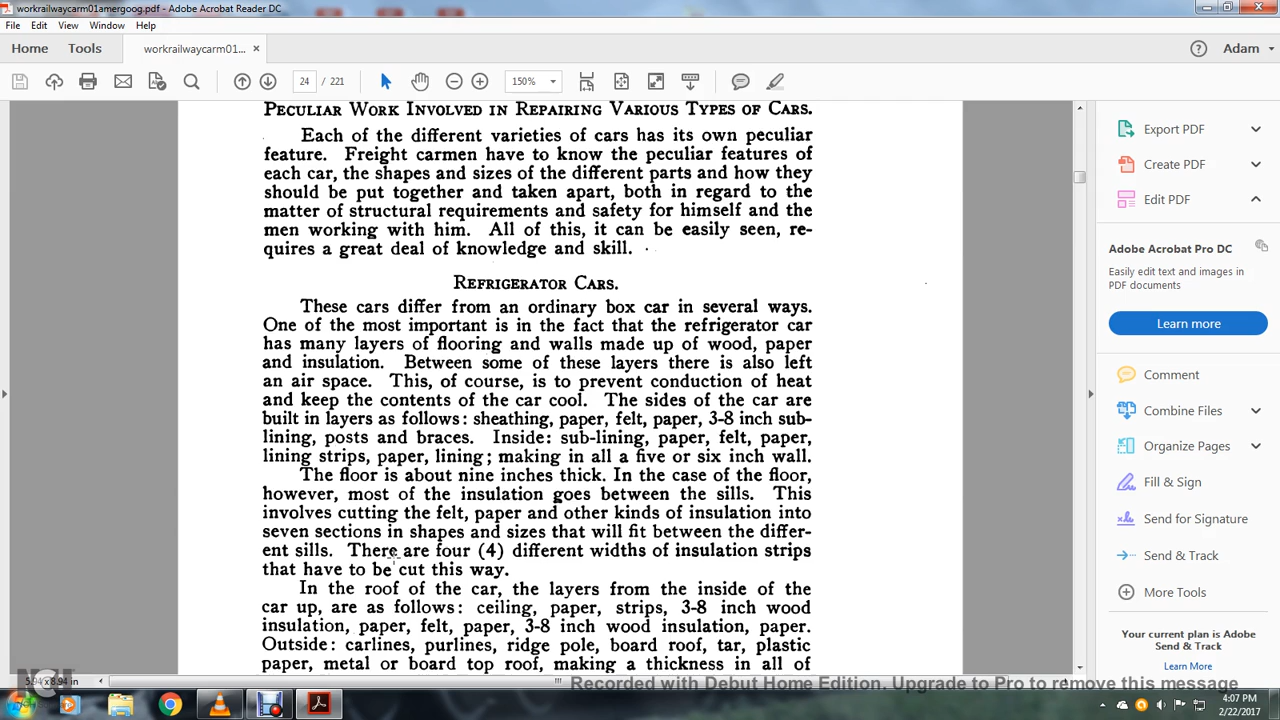 workrailwaycarm01amergoog.pdf - Adobe Acrobat Reader DC
File Edit View Window Help
Home Tools workrailwaycarm01... × Adam
24 / 221 150%
PECULIAR WORK INVOLVED IN REPAIRING VARIOUS TYPES OF CARS.
Each of the different varieties of cars has its own peculiar
feature. Freight carmen have to know the peculiar features of
each car, the shapes and sizes of the different parts and how they
should be put together and taken apart, both in regard to the
matter of structural requirements and safety for himself and the
men working with him. All of this, it can be easily seen, re-
quires a great deal of knowledge and skill.
REFRIGERATOR CARS.
These cars differ from an ordinary box car in several ways.
One of the most important is in the fact that the refrigerator car
has many layers of flooring and walls made up of wood, paper
and insulation. Between some of these layers there is also left
an air space. This, of course, is to prevent conduction of heat
and keep the contents of the car cool. The sides of the car are
built in layers as follows: sheathing, paper, felt, paper, 3-8 inch sub-
lining, posts and braces. Inside: sub-lining, paper, felt, paper,
lining strips, paper, lining; making in all a five or six inch wall.
The floor is about nine inches thick. In the case of the floor,
however, most of the insulation goes between the sills. This
involves cutting the felt, paper and other kinds of insulation into
seven sections in shapes and sizes that will fit between the differ-
ent sills. There are four (4) different widths of insulation strips
that have to be cut this way.
In the roof of the car, the layers from the inside of the
car up, are as follows: ceiling, paper, strips, 3-8 inch wood
insulation, paper, felt, paper, 3-8 inch wood insulation, paper.
Outside: carlines, purlines, ridge pole, board roof, tar, plastic
paper, metal or board top roof, making a thickness in all of
Export PDF
Create PDF
Edit PDF
Adobe Acrobat Pro DC
Easily edit text and images in
PDF documents
Learn more
Comment
Combine Files
Organize Pages
Fill & Sign
Send for Signature
Send & Track
More Tools
Your current plan is Adobe
Send & Track
Learn More
5.94 x 8.94 in
Recorded with Debut Home Edition. Upgrade to Pro to remove this message
4:07 PM
2/22/2017